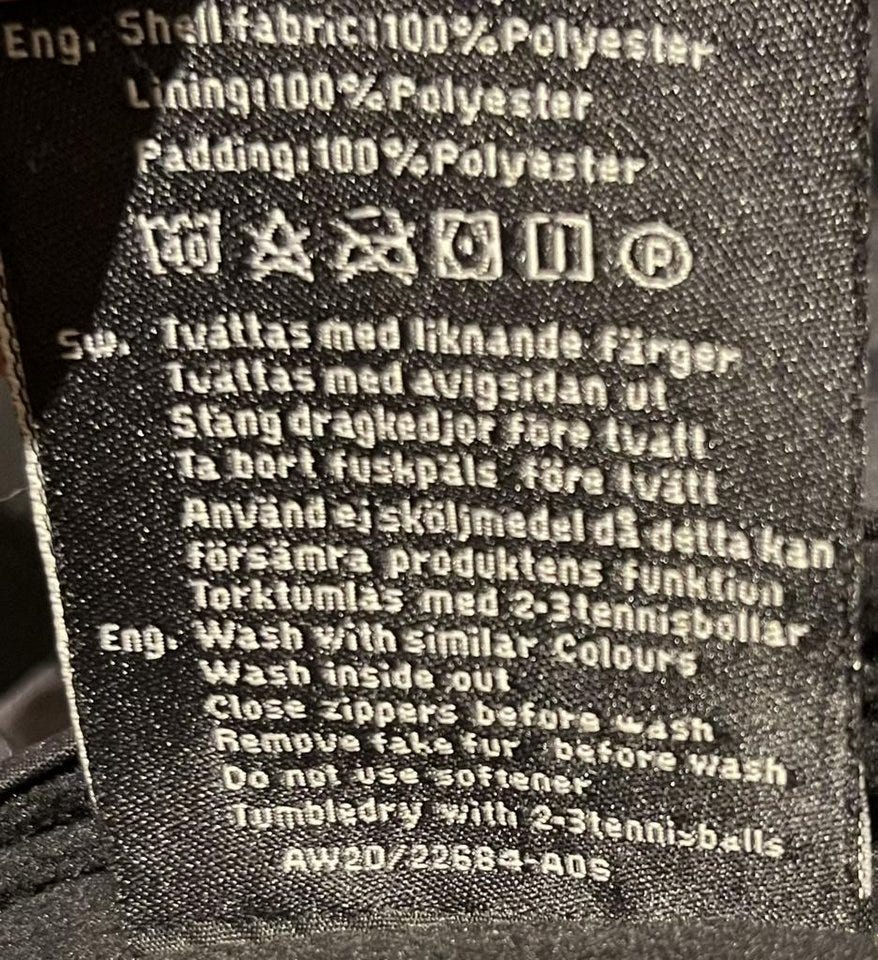 Eng. Shell fabric:100%Polyester
Lining:100%Polyester
Padding:100%Polyester
40 P
Sw. Tvättas med liknande färger
Tvättas med avigsidan ut
Stäng dragkedjor före tvätt
Ta bort fuskpäls före tvätt
Använd ej sköljmedel då detta kan
försämra produktens funktion
Torktumlas med 2-3tennisbollar
Eng. Wash with similar Colours
Wash inside out
Close zippers before wash
Remove fake fur before wash
Do not use softener
Tumbledry with 2-3tennisballs
AW20/22684-A0S